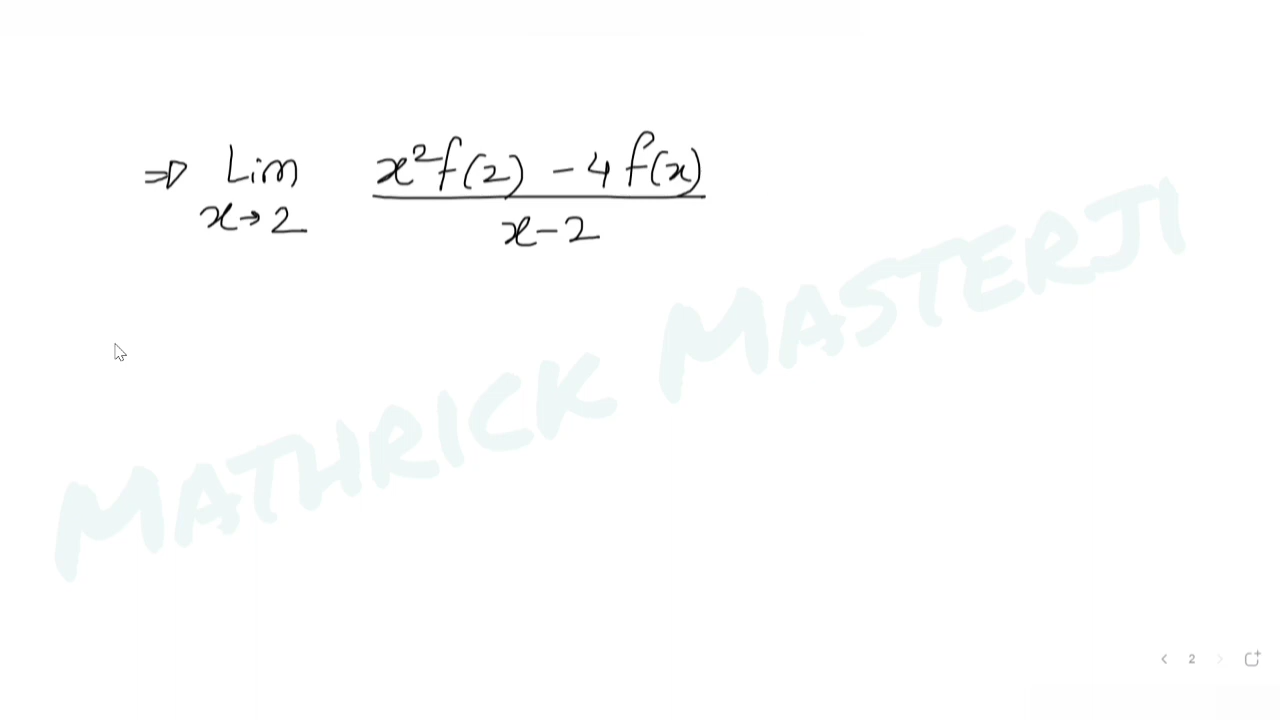 ⇒ Lim x→2 x²f(2) - 4f(x) / x-2
MATHRICK MASTERJI
< 2 >